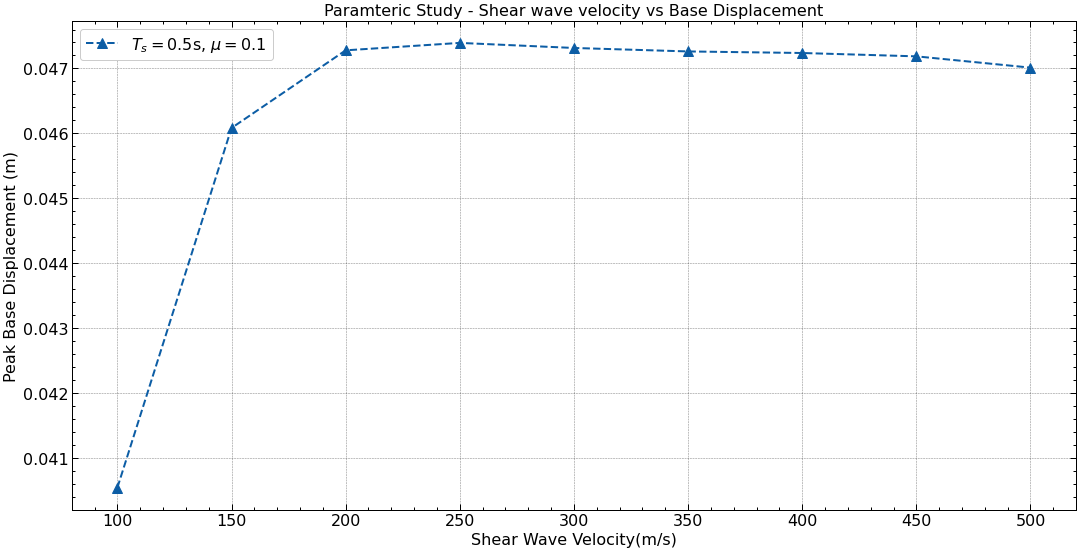 Paramteric Study - Shear wave velocity vs Base Displacement
T_s = 0.5s, μ = 0.1
Peak Base Displacement (m)
0.047
0.046
0.045
0.044
0.043
0.042
0.041
100 150 200 250 300 350 400 450 500
Shear Wave Velocity(m/s)